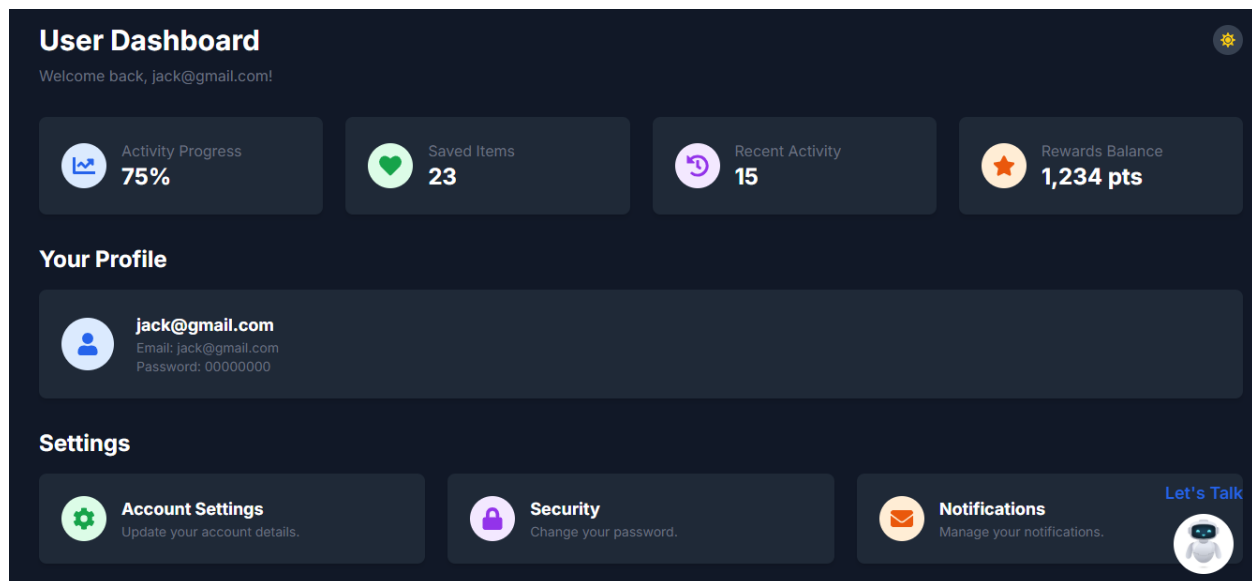 User Dashboard
Welcome back, jack@gmail.com!
Activity Progress
75%
Saved Items
23
Recent Activity
15
Rewards Balance
1,234 pts
Your Profile
jack@gmail.com
Email: jack@gmail.com
Password: 00000000
Settings
Account Settings
Update your account details.
Security
Change your password.
Notifications
Manage your notifications.
Let's Talk